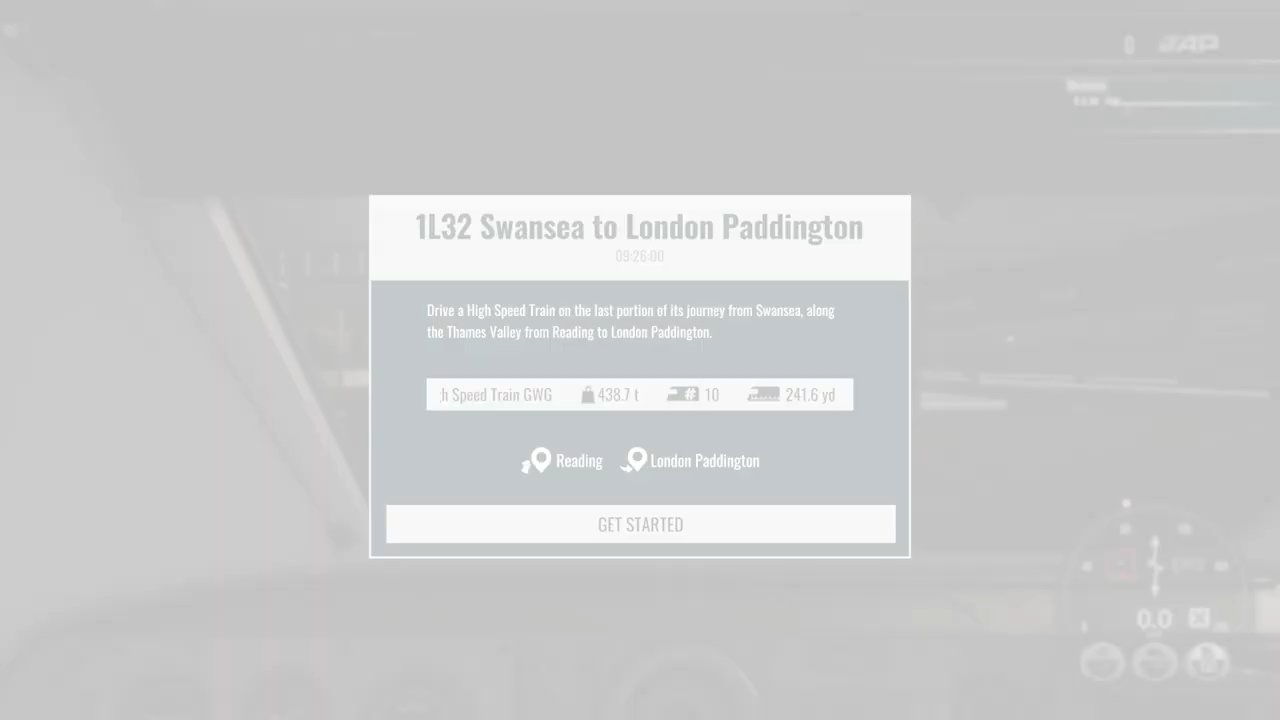 1L32 Swansea to London Paddington
09:26:00
Drive a High Speed Train on the last portion of its journey from Swansea, along
the Thames Valley from Reading to London Paddington.
h Speed Train GWG 438.7 t # 10 241.6 yd
Reading London Paddington
GET STARTED
0
0.0